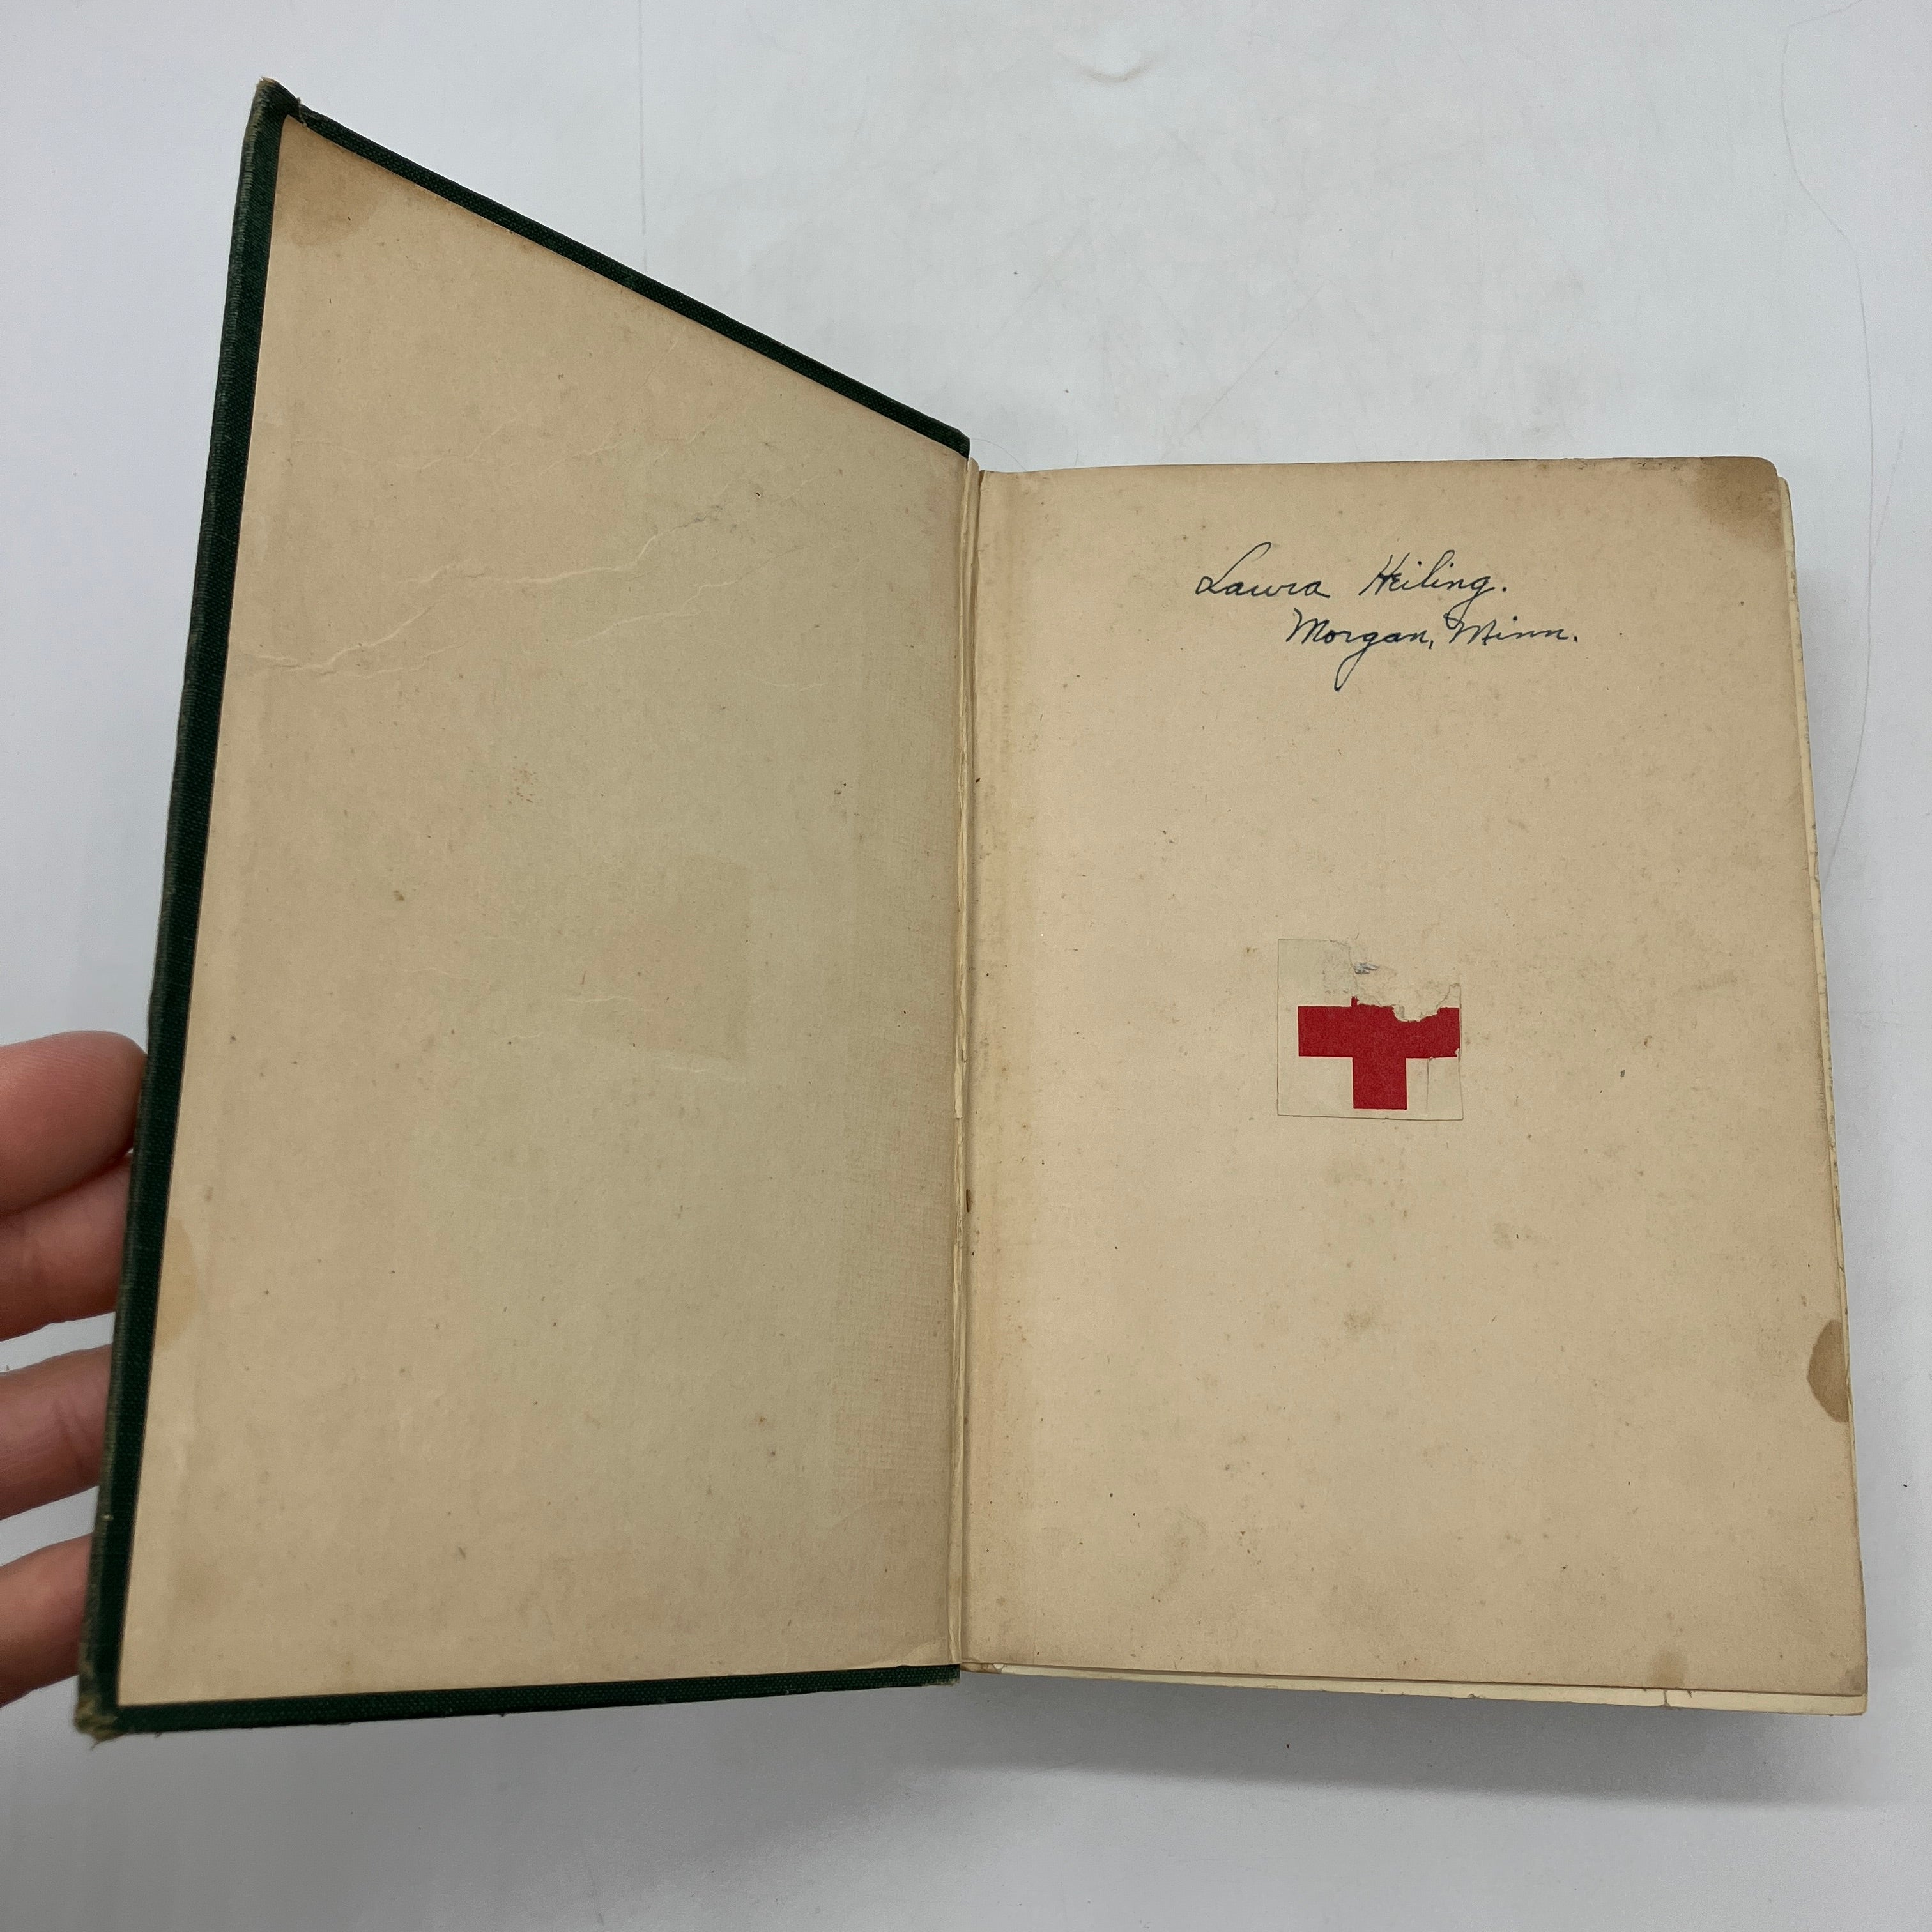 Laura Heiling.
Morgan, Minn.